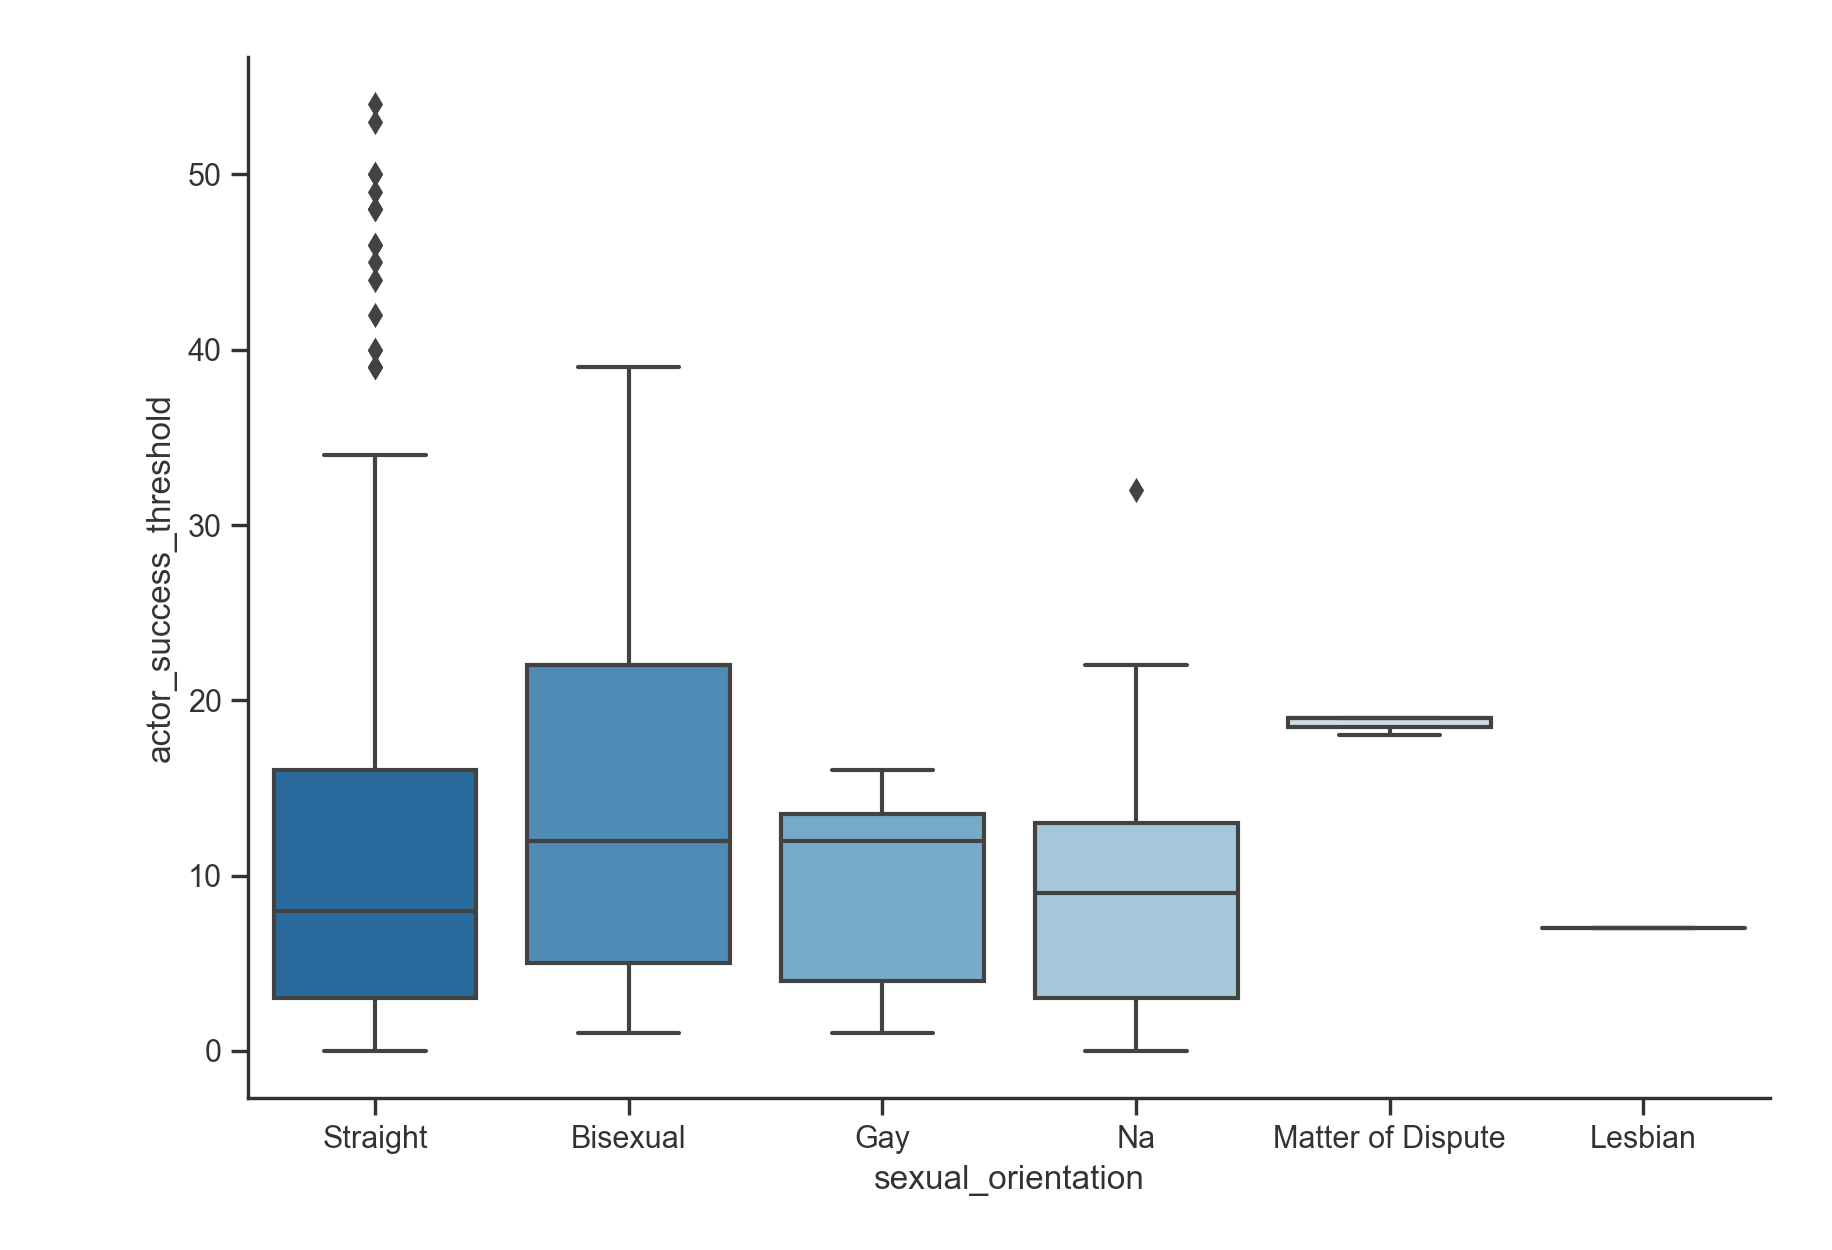 actor_success_threshold
50
40
30
20
10
0
Straight Bisexual Gay Na Matter of Dispute Lesbian
sexual_orientation